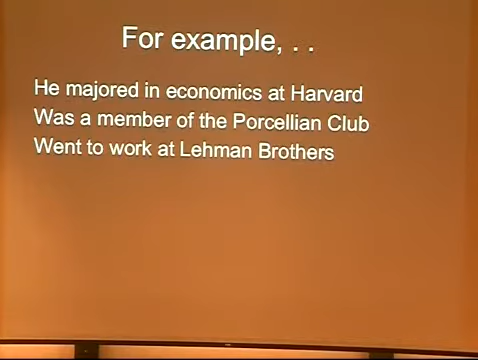 For example, . .
He majored in economics at Harvard
Was a member of the Porcellian Club
Went to work at Lehman Brothers